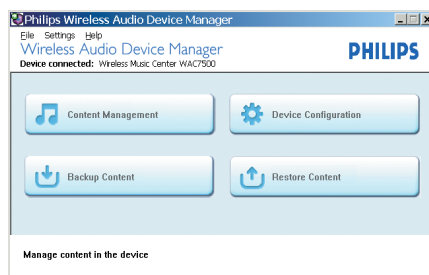 Philips Wireless Audio Device Manager
File Settings Help
Wireless Audio Device Manager
PHILIPS
Device connected: Wireless Music Center WAC7500
Content Management
Device Configuration
Backup Content
Restore Content
Manage content in the device